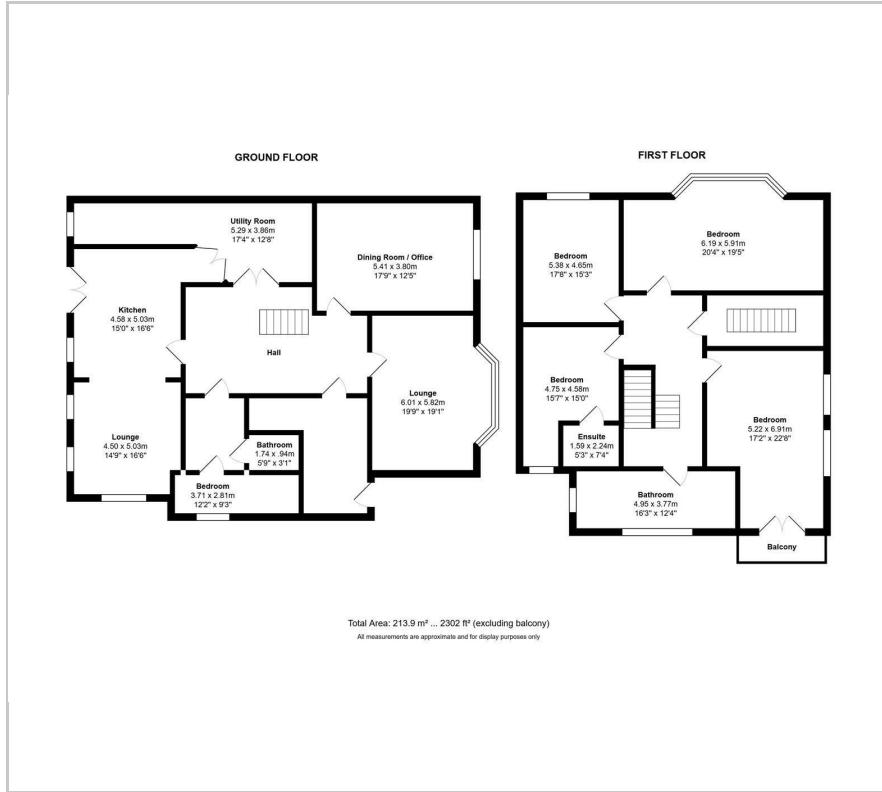 GROUND FLOOR
Utility Room
5.29 x 3.86m
17'4" x 12'8"
Dining Room / Office
5.41 x 3.80m
17'9" x 12'5"
Kitchen
4.58 x 5.03m
15'0" x 16'6"
Hall
Lounge
6.01 x 5.82m
19'9" x 19'1"
Lounge
4.50 x 5.03m
14'9" x 16'6"
Bathroom
1.74 x .94m
5'9" x 3'1"
Bedroom
3.71 x 2.81m
12'2" x 9'3"
FIRST FLOOR
Bedroom
6.19 x 5.91m
20'4" x 19'5"
Bedroom
5.38 x 4.65m
17'8" x 15'3"
Bedroom
4.75 x 4.58m
15'7" x 15'0"
Ensuite
1.59 x 2.24m
5'3" x 7'4"
Bedroom
5.22 x 6.91m
17'2" x 22'8"
Bathroom
4.95 x 3.77m
16'3" x 12'4"
Balcony
Total Area: 213.9 m² ... 2302 ft² (excluding balcony)
All measurements are approximate and for display purposes only